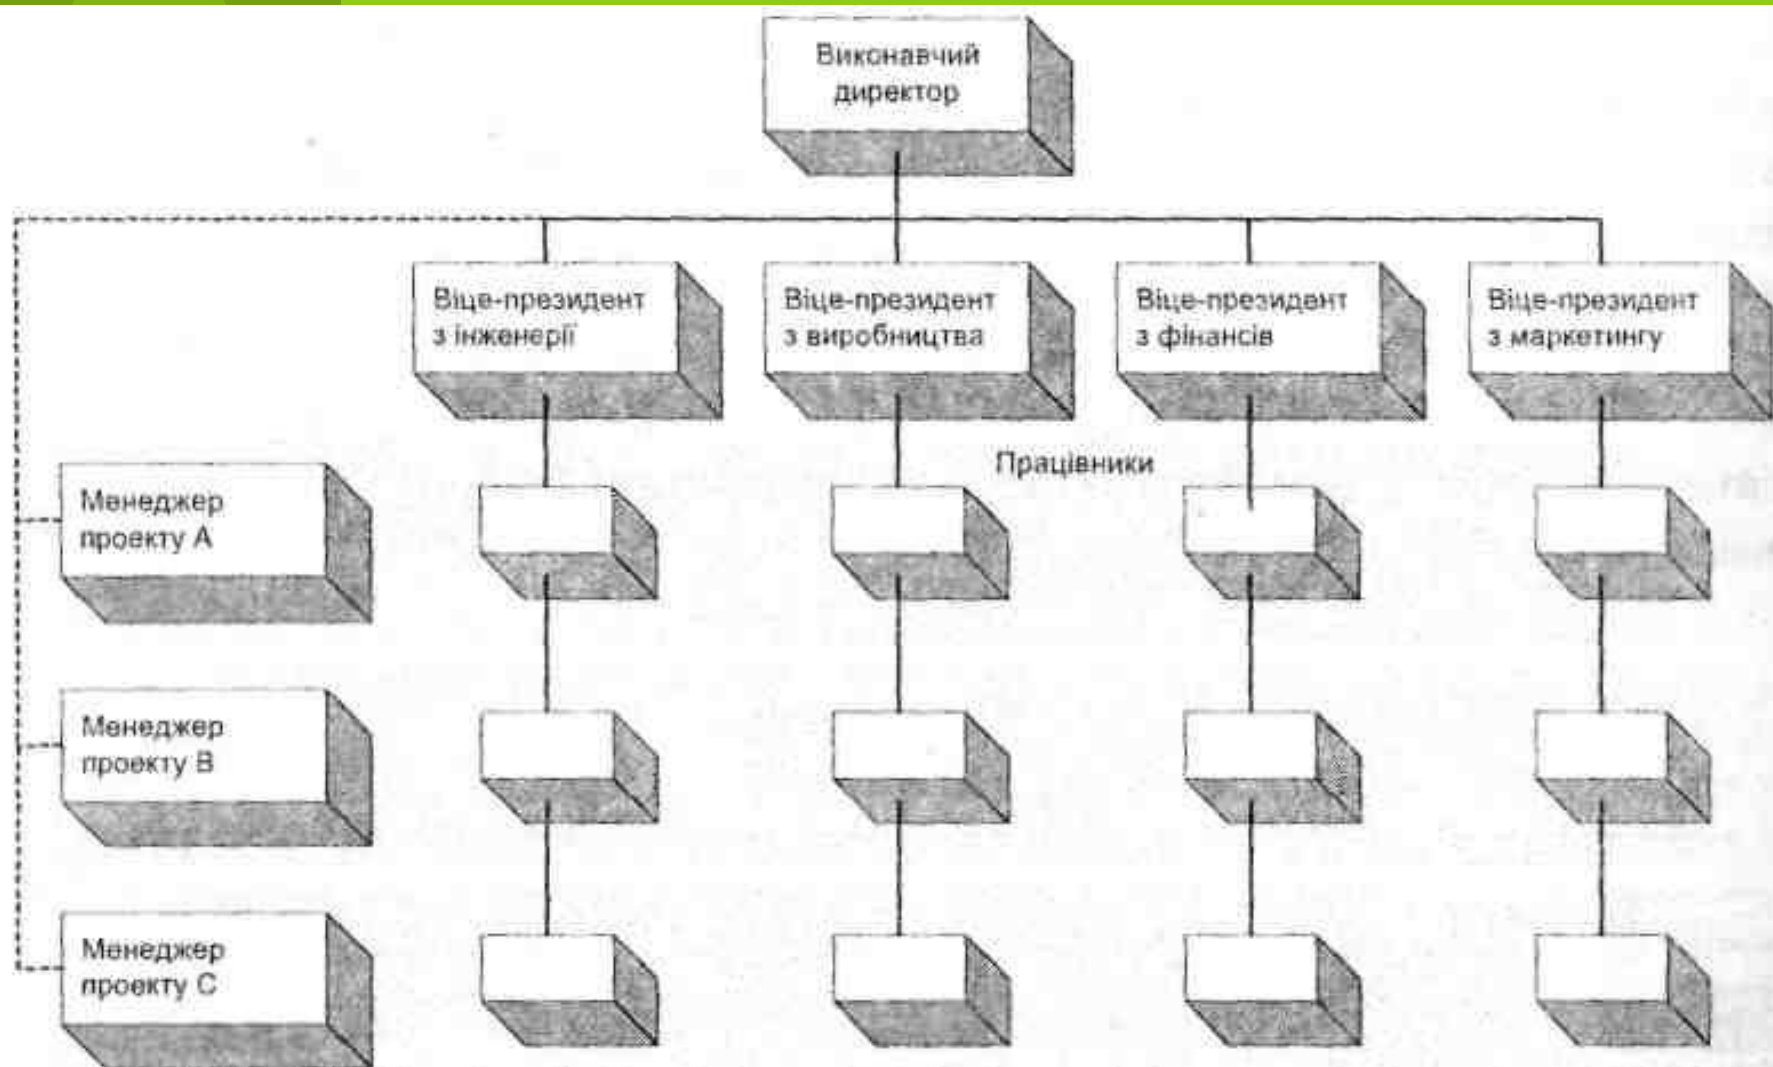 Виконавчий
директор
Віце-президент
з інженерії
Віце-президент
з виробництва
Віце-президент
з фінансів
Віце-президент
з маркетингу
Працівники
Менеджер
проекту А
Менеджер
проекту В
Менеджер
проекту С